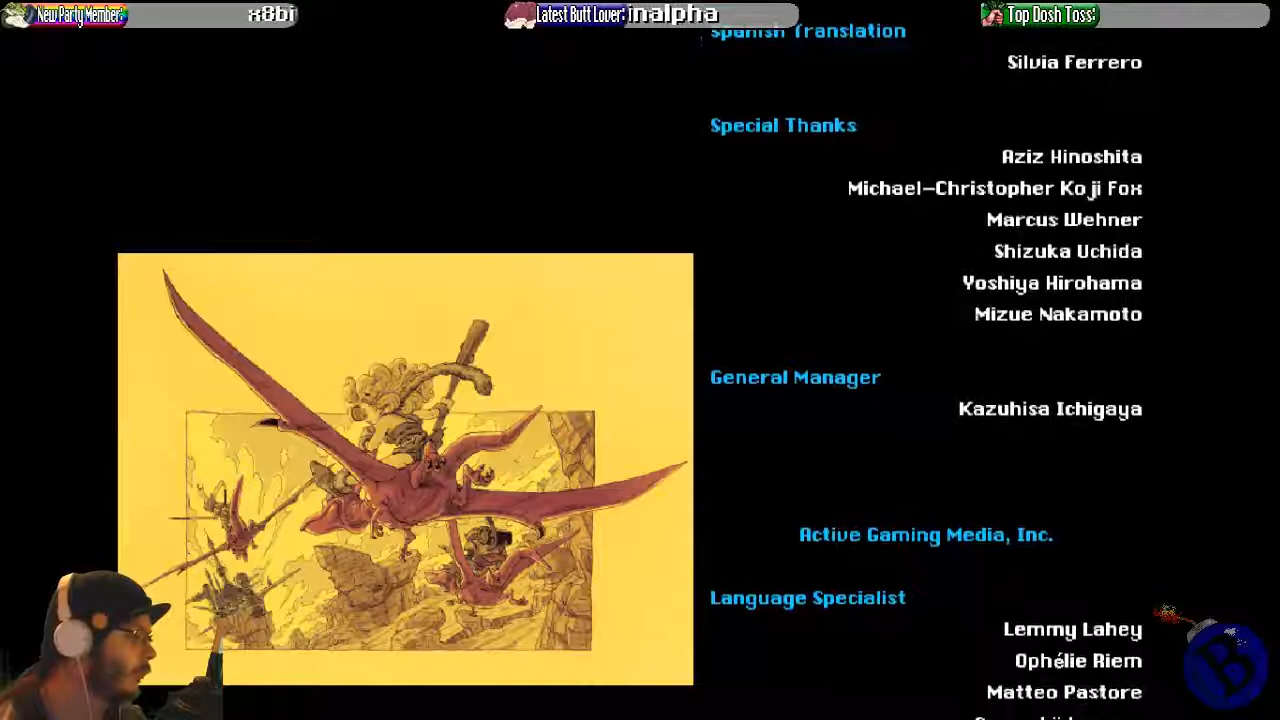 New Party Member:
x8bi
Latest Butt Lover:
inalpha
Top Dosh Toss:
Spanish Translation
Silvia Ferrero
Special Thanks
Aziz Hinoshita
Michael-Christopher Koji Fox
Marcus Wehner
Shizuka Uchida
Yoshiya Hirohama
Mizue Nakamoto
General Manager
Kazuhisa Ichigaya
Active Gaming Media, Inc.
Language Specialist
Lemmy Lahey
Ophélie Riem
Matteo Pastore
B